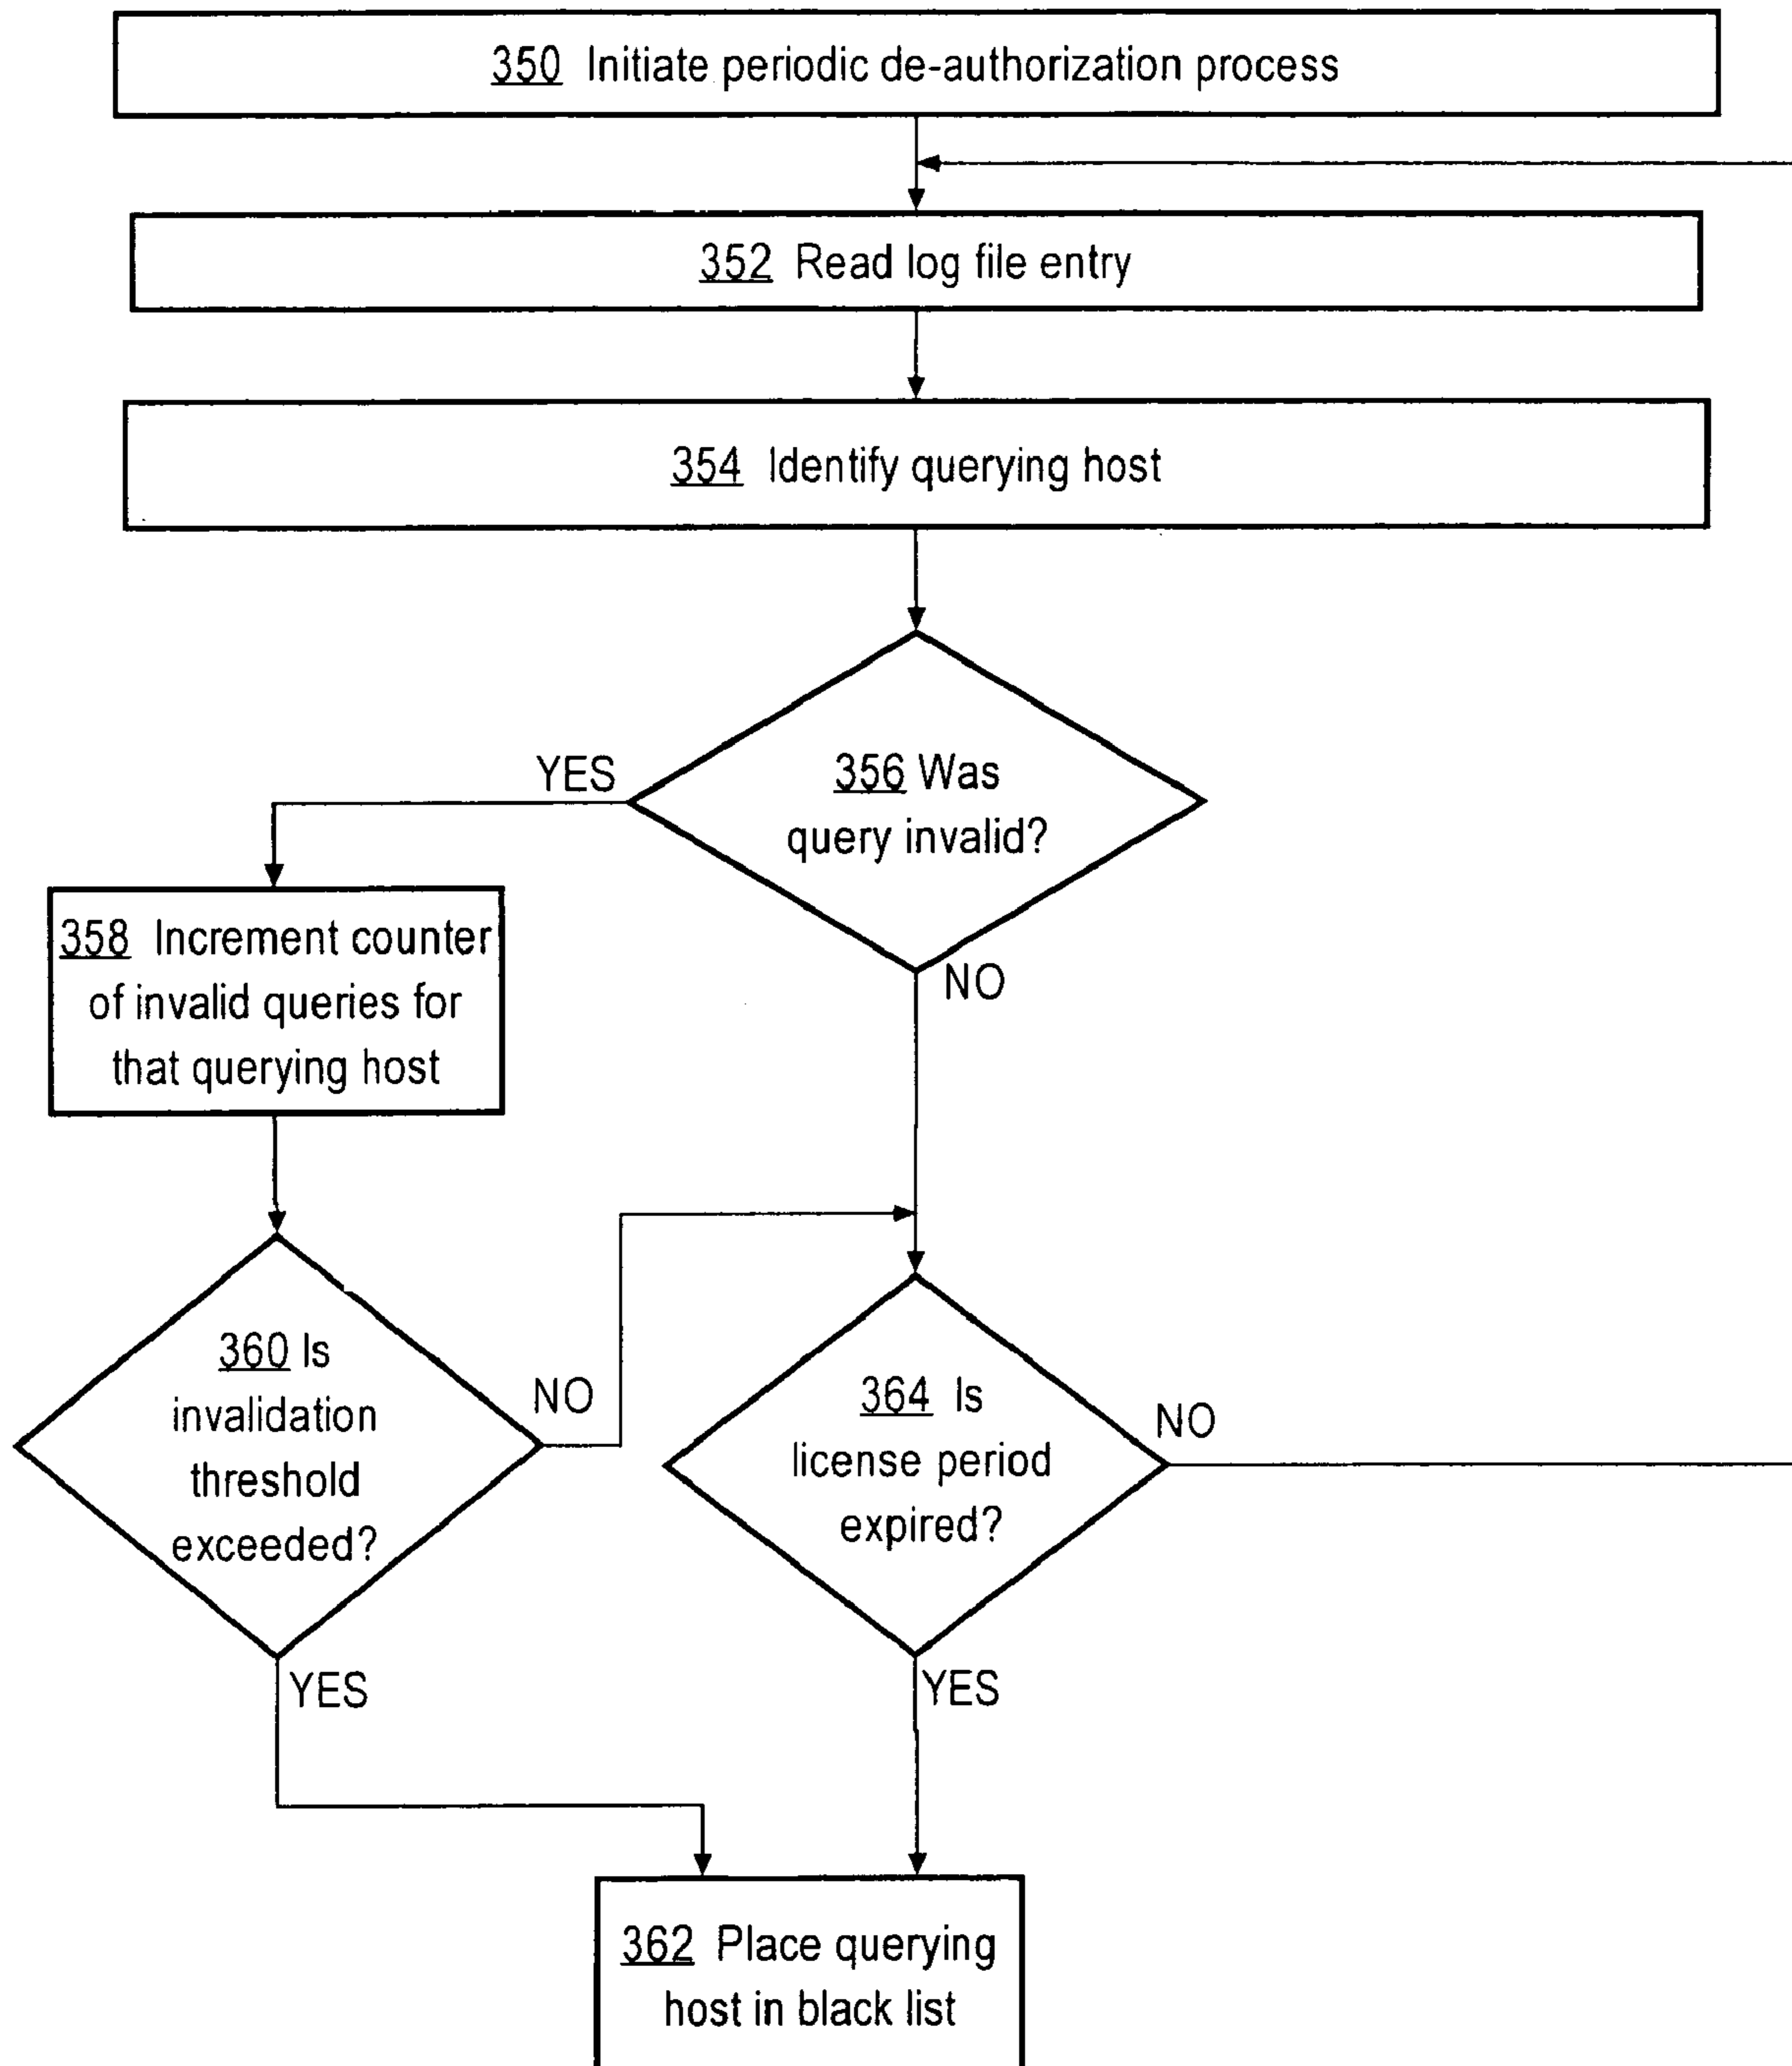 350 Initiate periodic de-authorization process
352 Read log file entry
354 Identify querying host
356 Was
query invalid?
YES
NO
358 Increment counter
of invalid queries for
that querying host
360 Is
invalidation
threshold
exceeded?
NO
YES
364 Is
license period
expired?
NO
YES
362 Place querying
host in black list